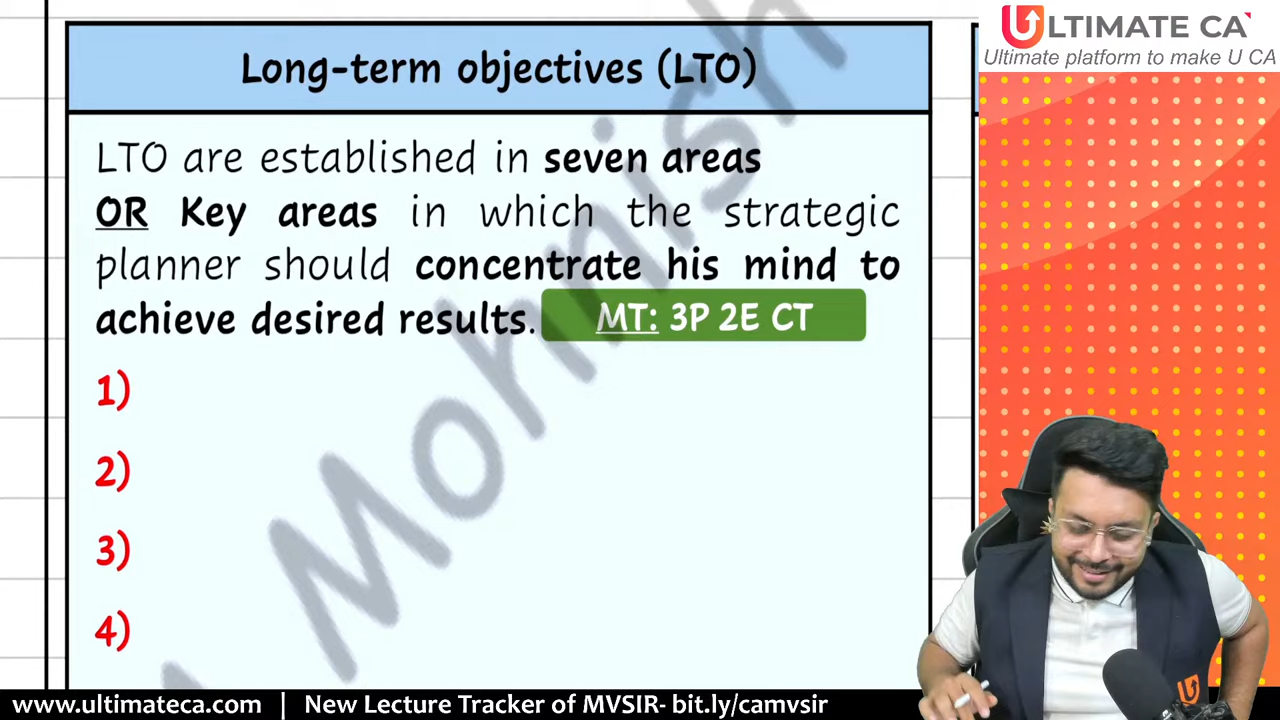 Long-term objectives (LTO)
LTO are established in seven areas
OR Key areas in which the strategic
planner should concentrate his mind to
achieve desired results. MT: 3P 2E CT
1)
2)
3)
4)
Mohnish
ULTIMATE CA
Ultimate platform to make U CA
www.ultimateca.com | New Lecture Tracker of MVSIR- bit.ly/camvsir